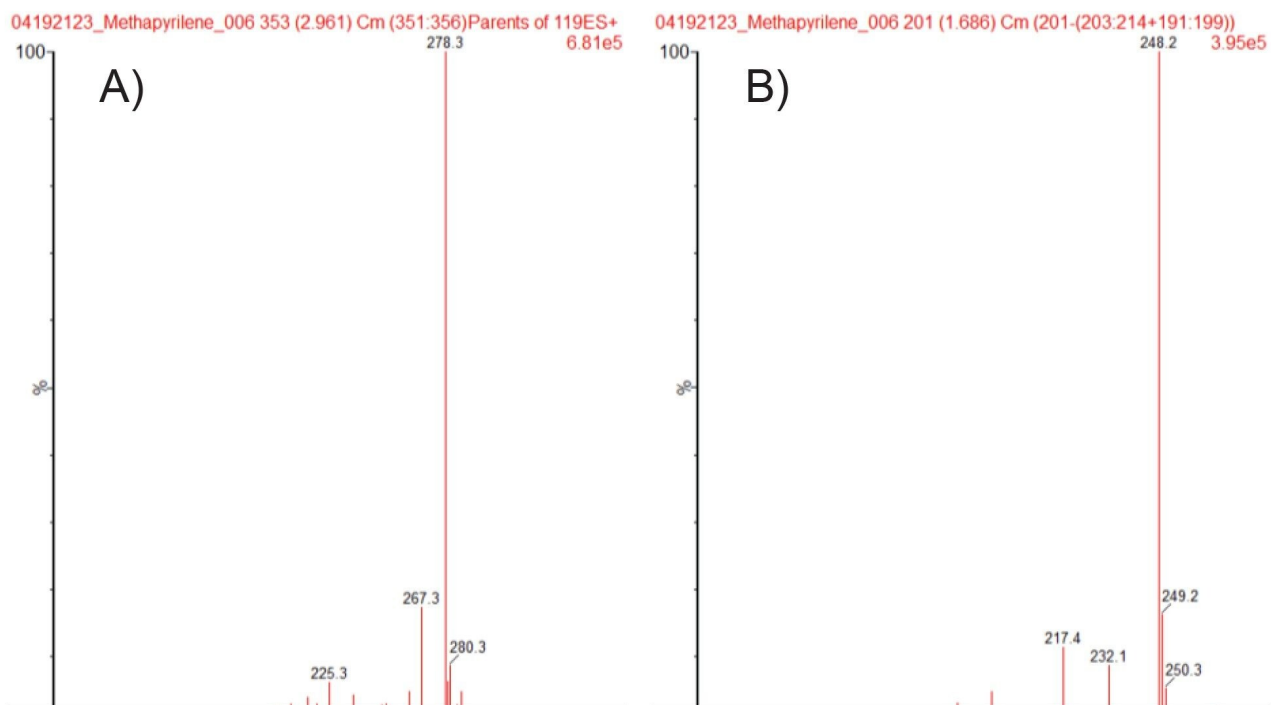 04192123_Methapyrilene_006 353 (2.961) Cm (351:356)Parents of 119ES+
6.81e5
100
278.3
A)
%
267.3
280.3
225.3
04192123_Methapyrilene_006 201 (1.686) Cm (201-(203:214+191:199))
3.95e5
100
248.2
B)
%
249.2
217.4
232.1
250.3